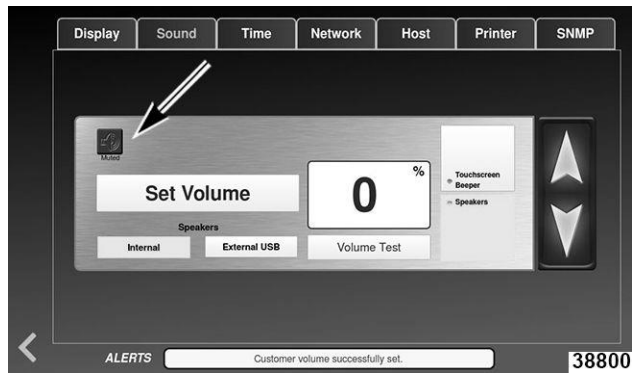 Display Sound Time Network Host Printer SNMP
Muted
Set Volume
0 %
Touchscreen
Beeper
Speakers
Speakers
Internal External USB Volume Test
ALERTS Customer volume successfully set.
38800